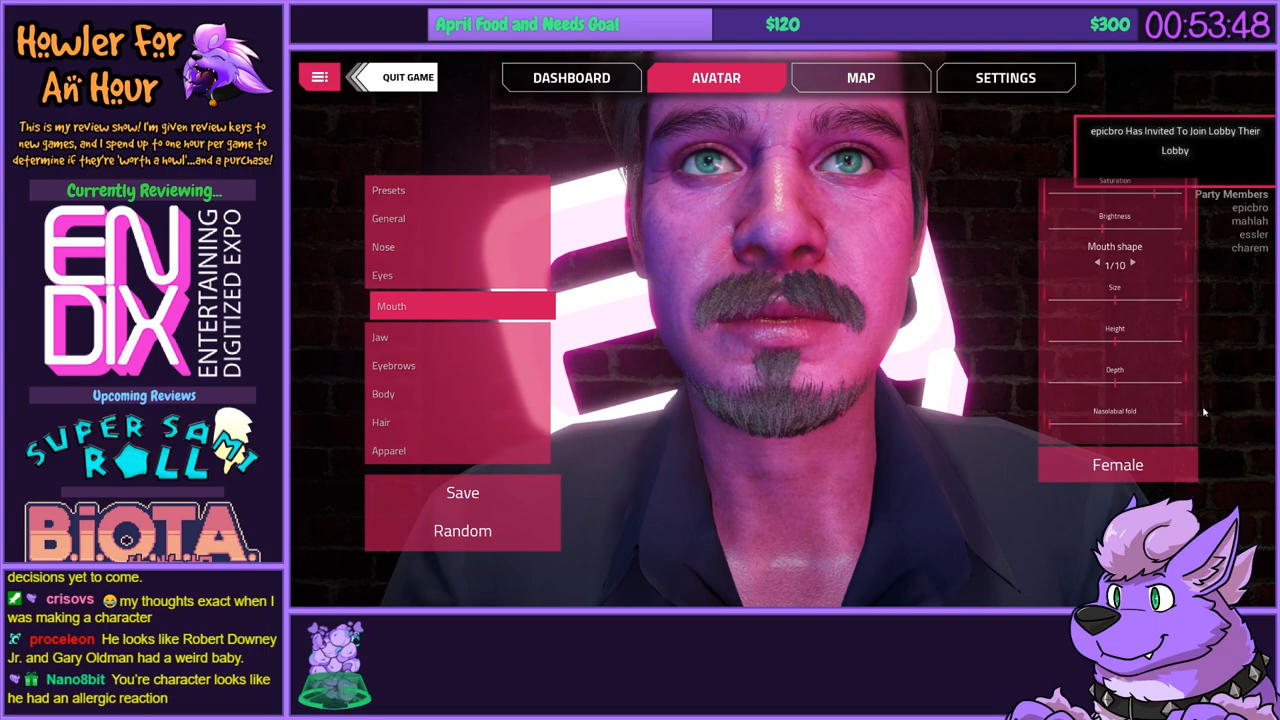 Howler For
An Hour
This is my review show! I'm given review keys to
new games, and I spend up to one hour per game to
determine if they're 'worth a howl'...and a purchase!
Currently Reviewing...
ENDIX
ENTERTAINING
DIGITIZED EXPO
Upcoming Reviews
SUPER SAMI
ROLL
B.i.OTA.
decisions yet to come.
crisovs 😂 my thoughts exact when I
was making a character
proceleon He looks like Robert Downey
Jr. and Gary Oldman had a weird baby.
Nano8bit You're character looks like
he had an allergic reaction
April Food and Needs Goal
$120
$300
00:53:48
QUIT GAME
DASHBOARD
AVATAR
MAP
SETTINGS
epicbro Has Invited To Join Lobby Their
Lobby
Party Members
epicbro
mahlah
essler
charem
Presets
General
Nose
Eyes
Mouth
Jaw
Eyebrows
Body
Hair
Apparel
Save
Random
Saturation
Brightness
Mouth shape
1/10
Size
Height
Depth
Nasolabial fold
Female